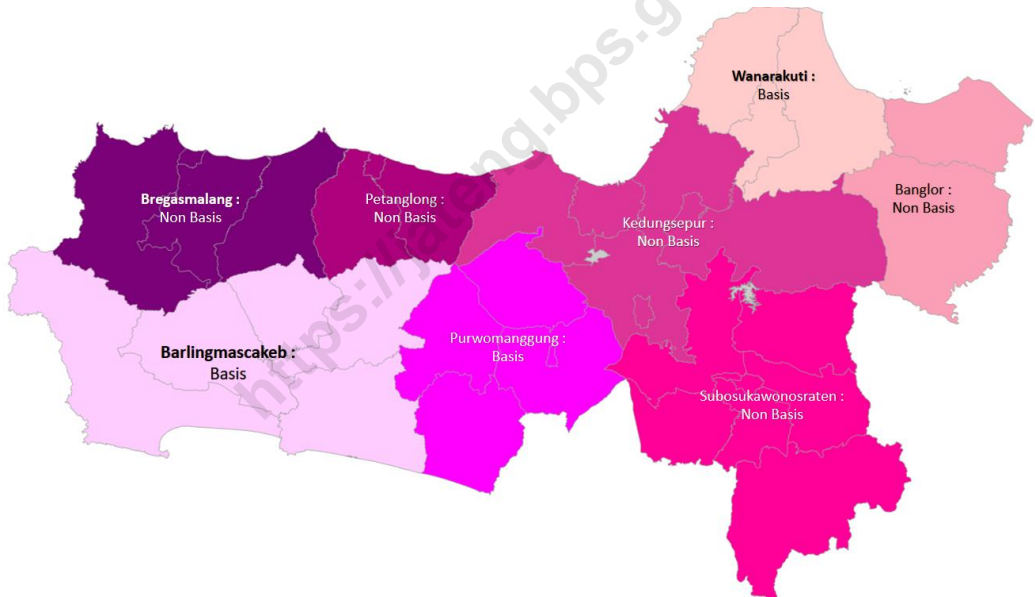 Wanarakuti :
Basis
Bregasmalang :
Non Basis
Petanglong :
Non Basis
Kedungsepur :
Non Basis
Banglor :
Non Basis
Barlingmascakeb :
Basis
Purwomanggung :
Basis
Subosukawonosraten :
Non Basis
https://jateng.bps.g